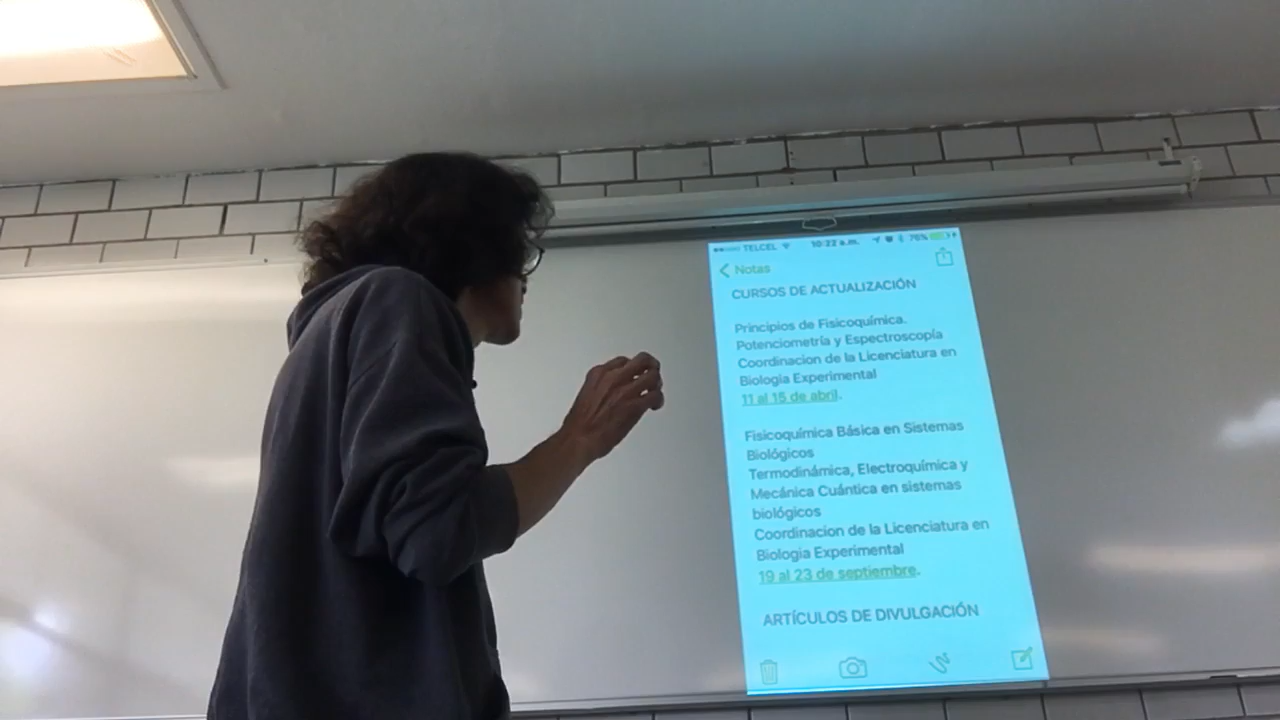 TELCEL 10:22 a.m. 76%
Notas
CURSOS DE ACTUALIZACIÓN
Principios de Fisicoquímica.
Potenciometría y Espectroscopía
Coordinacion de la Licenciatura en
Biologia Experimental
11 al 15 de abril.
Fisicoquímica Básica en Sistemas
Biológicos
Termodinámica, Electroquímica y
Mecánica Cuántica en sistemas
biológicos
Coordinacion de la Licenciatura en
Biologia Experimental
19 al 23 de septiembre.
ARTÍCULOS DE DIVULGACIÓN